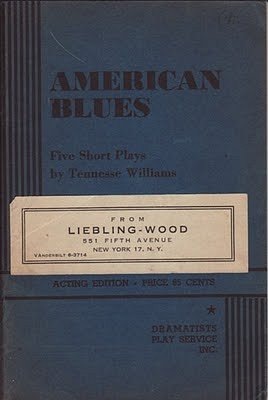 AMERICAN
BLUES
Five Short Plays
by Tennesse Williams
FROM
LIEBLING-WOOD
551 FIFTH AVENUE
NEW YORK 17, N. Y.
VANDERBILT 6-3714
ACTING EDITION • PRICE 85 CENTS
DRAMATISTS
PLAY SERVICE
INC.